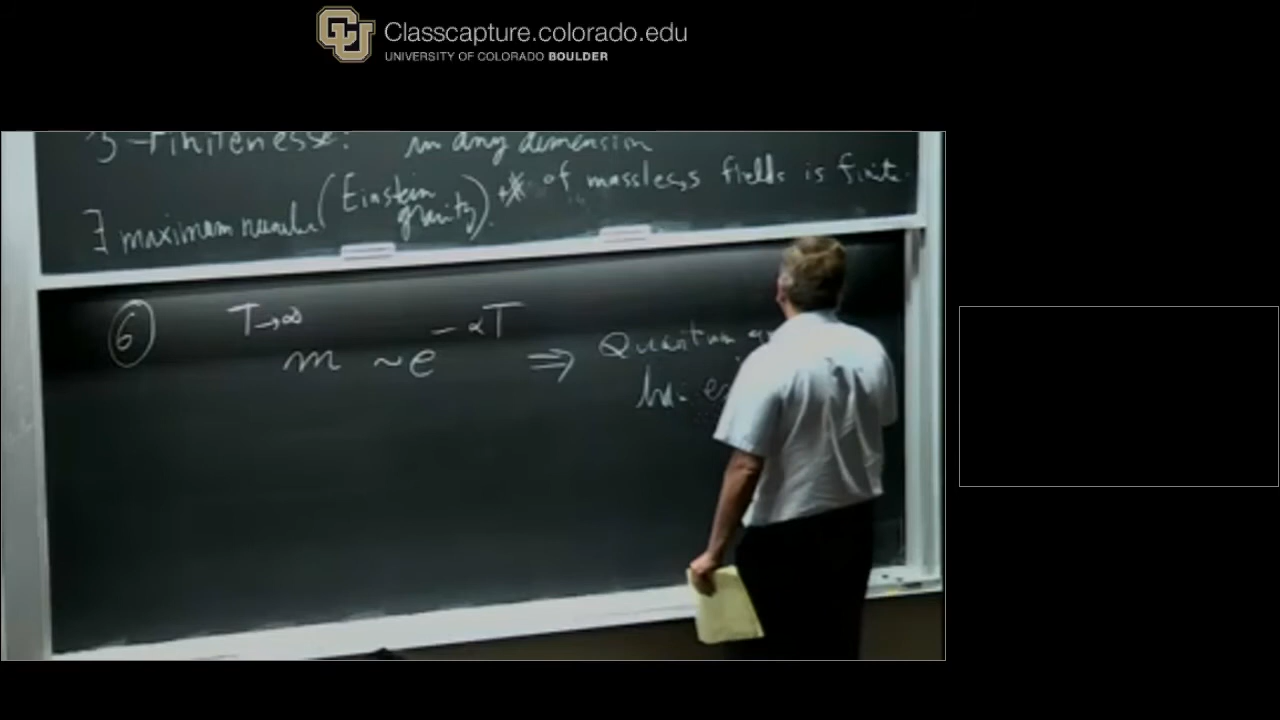 CU Classcapture.colorado.edu
UNIVERSITY OF COLORADO BOULDER
5-Finiteness: in any dimension
∃ maximum number (Einstein gravity) + # of massless fields is finite.
6 T→∞
m ~ e^{-αT} ⇒ Quantum